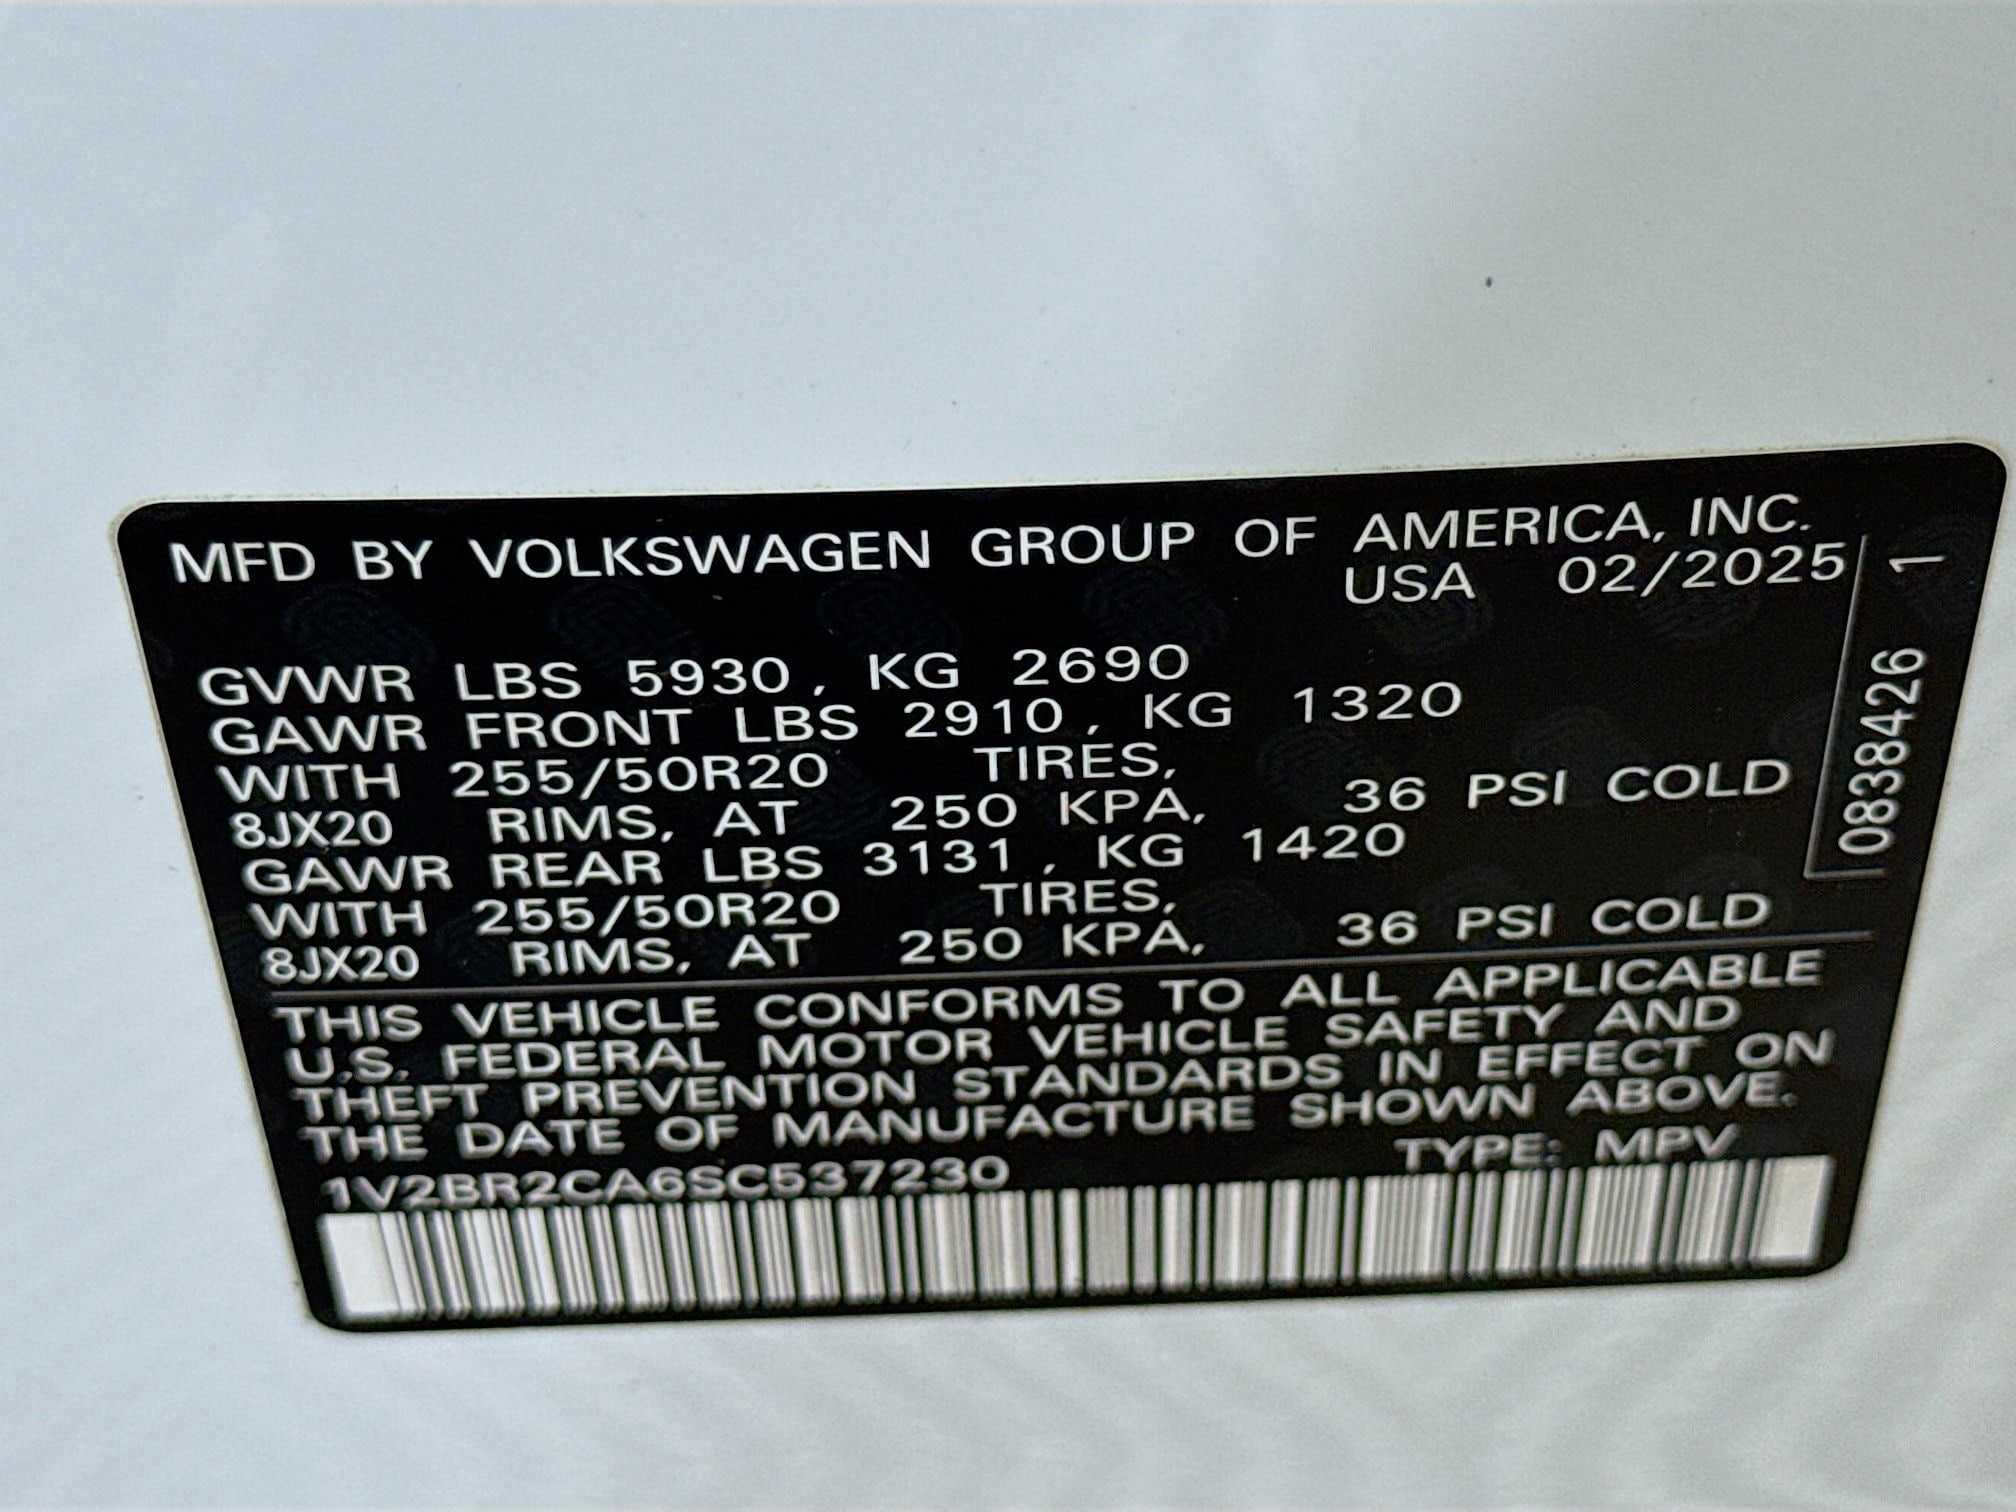 MFD BY VOLKSWAGEN GROUP OF AMERICA, INC.
USA 02/2025
GVWR LBS 5930, KG 2690
GAWR FRONT LBS 2910, KG 1320
WITH 255/50R20 TIRES,
8JX20 RIMS, AT 250 KPA, 36 PSI COLD
GAWR REAR LBS 3131, KG 1420
WITH 255/50R20 TIRES,
8JX20 RIMS, AT 250 KPA, 36 PSI COLD
THIS VEHICLE CONFORMS TO ALL APPLICABLE
U.S. FEDERAL MOTOR VEHICLE SAFETY AND
THEFT PREVENTION STANDARDS IN EFFECT ON
THE DATE OF MANUFACTURE SHOWN ABOVE.
1V2BR2CA6SC537230 TYPE: MPV
0838426 1